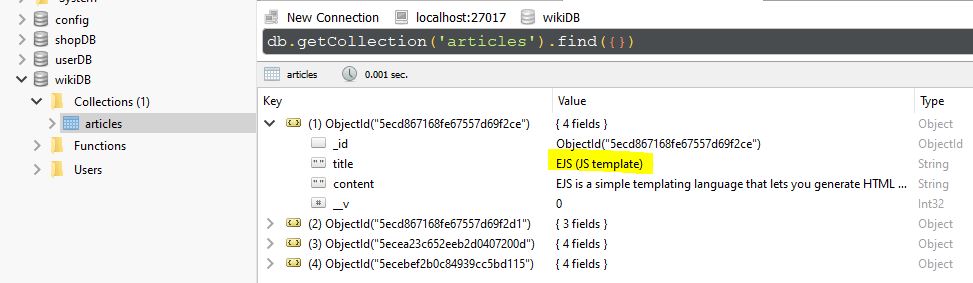 config
shopDB
userDB
wikiDB
Collections (1)
articles
Functions
Users
New Connection localhost:27017 wikiDB
db.getCollection('articles').find({})
articles 0.001 sec.
Key Value Type
(1) ObjectId("5ecd867168fe67557d69f2ce") { 4 fields } Object
_id ObjectId("5ecd867168fe67557d69f2ce") ObjectId
title EJS (JS template) String
content EJS is a simple templating language that lets you generate HTML ... String
__v 0 Int32
(2) ObjectId("5ecd867168fe67557d69f2d1") { 3 fields } Object
(3) ObjectId("5ecea23c652eeb2d0407200d") { 4 fields } Object
(4) ObjectId("5ecebef2b0c84939cc5bd115") { 4 fields } Object